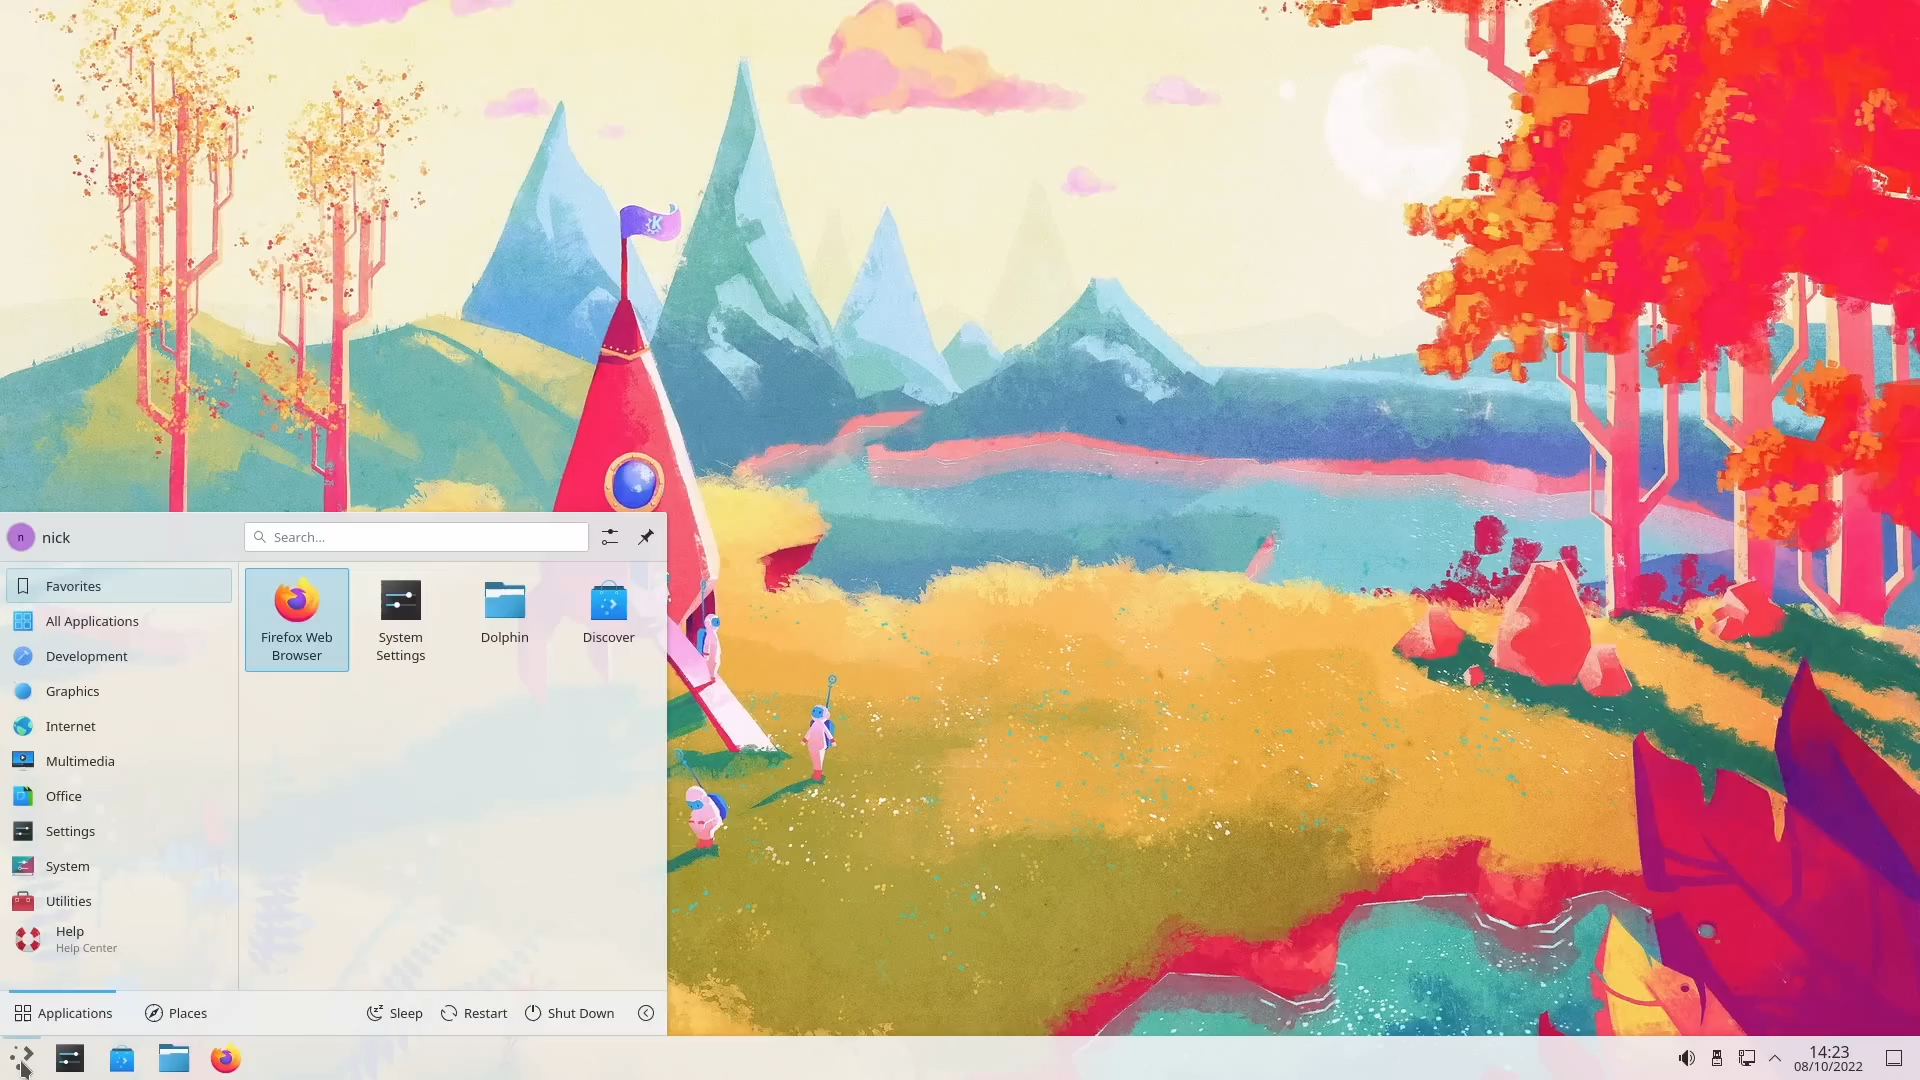 K
n
nick
Search...
Favorites
All Applications
Development
Graphics
Internet
Multimedia
Office
Settings
System
Utilities
Help
Help Center
Firefox Web
Browser
System
Settings
Dolphin
Discover
Applications
Places
Sleep
Restart
Shut Down
14:23
08/10/2022